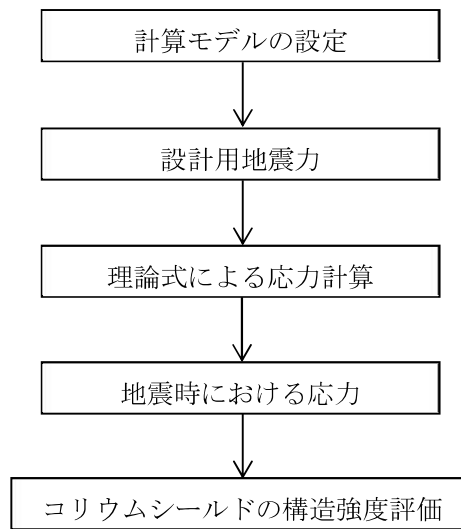 計算モデルの設定
設計用地震力
理論式による応力計算
地震時における応力
コリウムシールドの構造強度評価